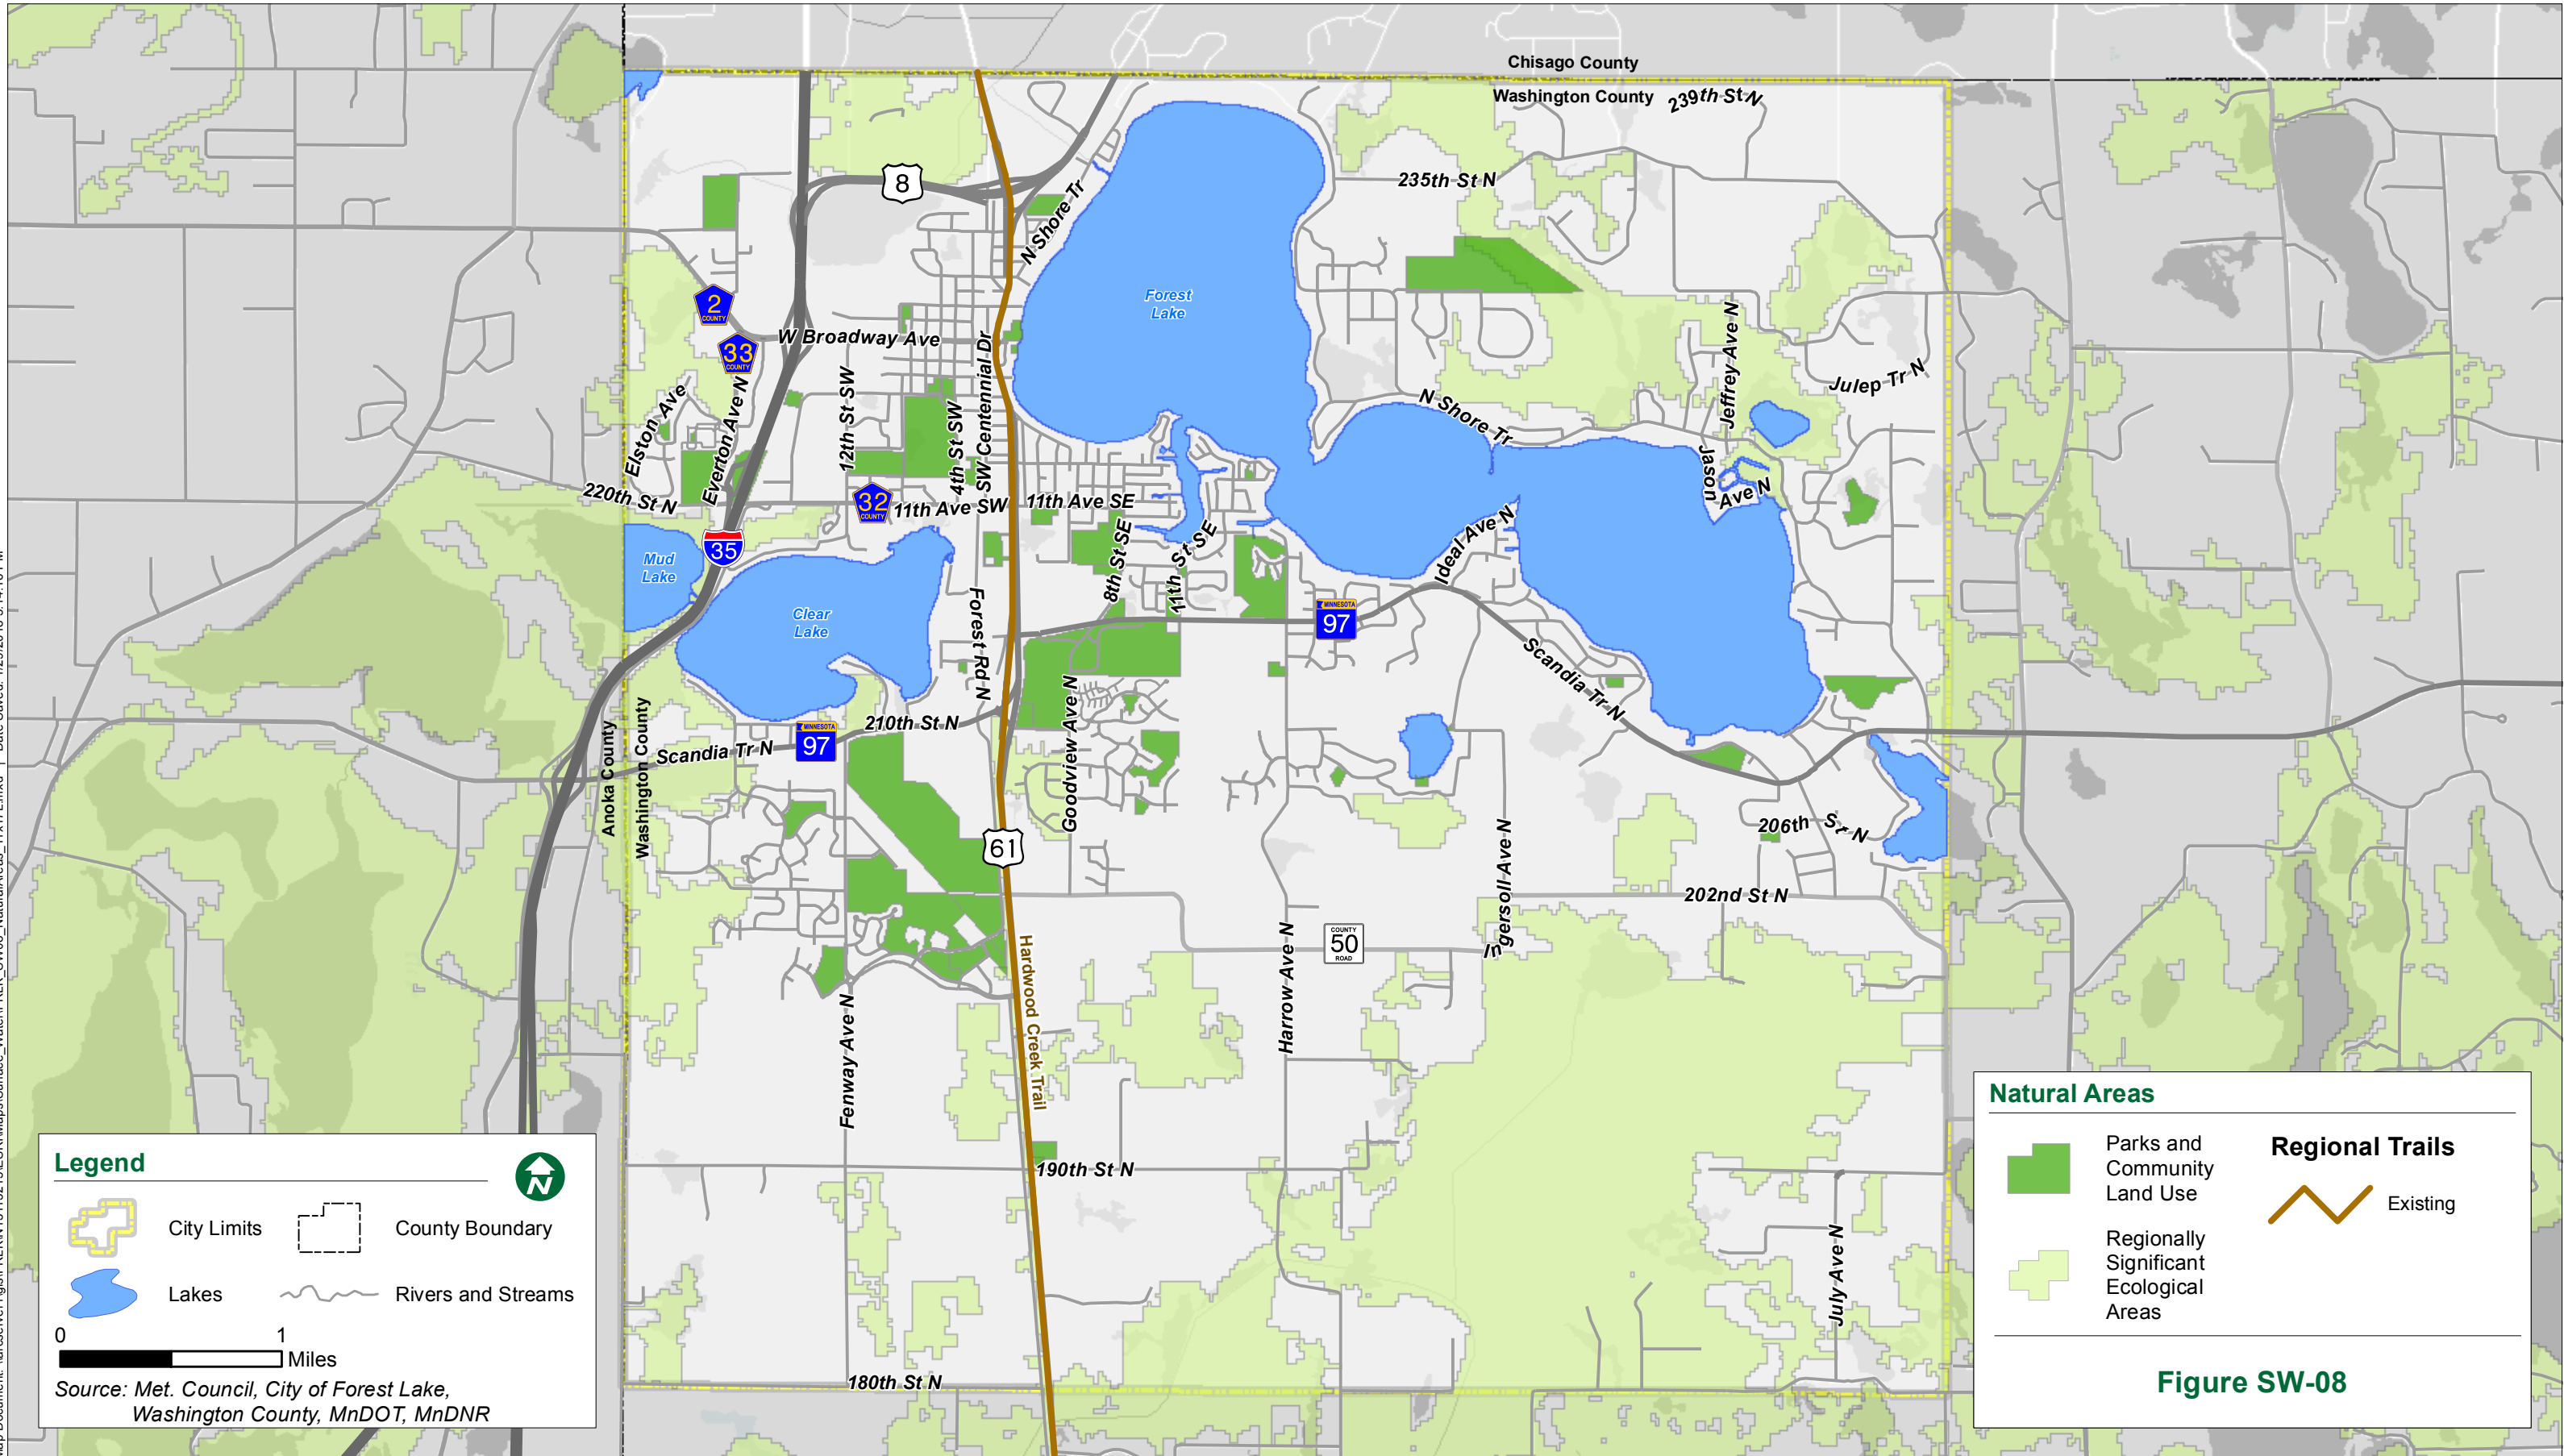 Chisago County
Washington County
239th St N
8
235th St N
N Shore Tr
Forest
Lake
2
COUNTY
33
COUNTY
W Broadway Ave
SW Centennial Dr
Jeffrey Ave N
Julep Tr N
N Shore Tr
Elston Ave
Everton Ave N
12th St SW
4th St SW
Jason
Ave N
220th St N
32
COUNTY
11th Ave SW
11th Ave SE
35
Mud
Lake
8th St SE
11th St SE
Ideal Ave N
Clear
Lake
Forest Rd N
MINNESOTA
97
Scandia Tr N
Goodview Ave N
210th St N
MINNESOTA
97
Scandia Tr N
Anoka County
Washington County
61
206th St N
Ingersoll Ave N
202nd St N
COUNTY
50
ROAD
Harrow Ave N
Hardwood Creek Trail
Fenway Ave N
190th St N
July Ave N
180th St N
Legend
N
City Limits
County Boundary
Lakes
Rivers and Streams
0 1
Miles
Source: Met. Council, City of Forest Lake,
Washington County, MnDOT, MnDNR
Natural Areas
Parks and
Community
Land Use
Regionally
Significant
Ecological
Areas
Regional Trails
Existing
Figure SW-08